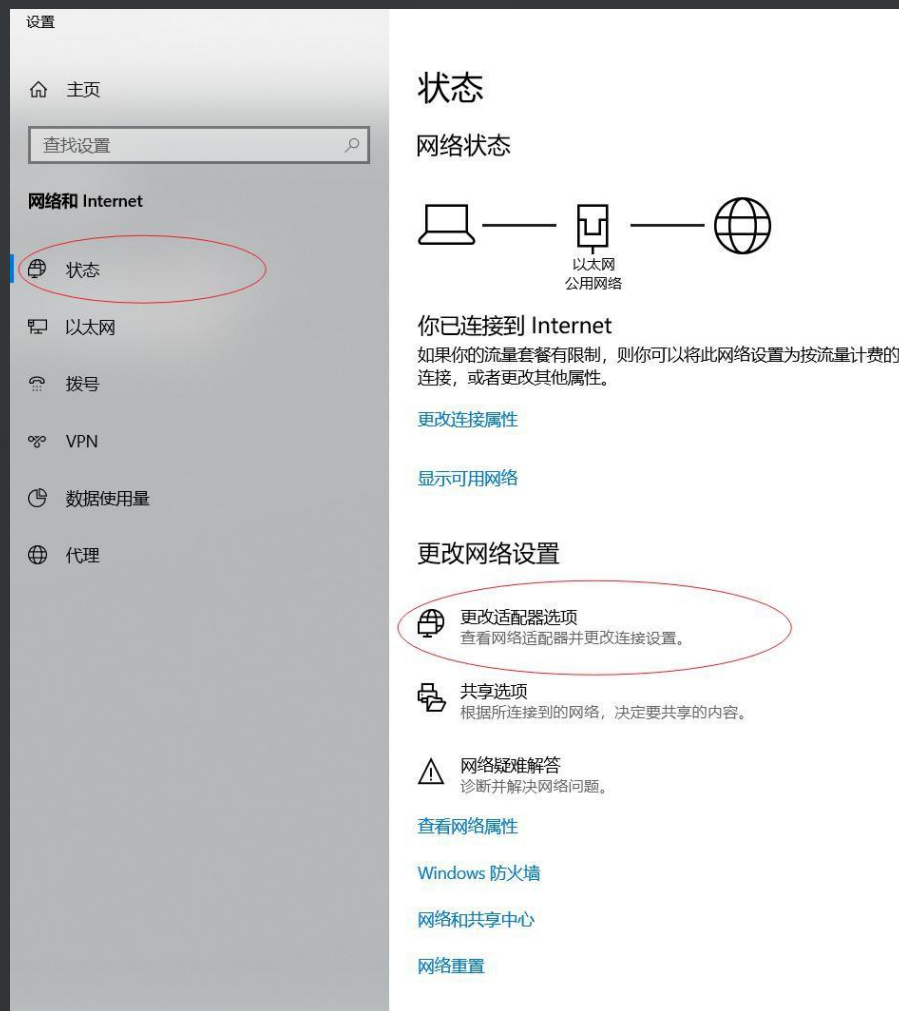 设置
主页
查找设置
网络和 Internet
状态
以太网
拨号
VPN
数据使用量
代理
状态
网络状态
以太网
公用网络
你已连接到 Internet
如果你的流量套餐有限制，则你可以将此网络设置为按流量计费的
连接，或者更改其他属性。
更改连接属性
显示可用网络
更改网络设置
更改适配器选项
查看网络适配器并更改连接设置。
共享选项
根据所连接到的网络，决定要共享的内容。
网络疑难解答
诊断并解决网络问题。
查看网络属性
Windows 防火墙
网络和共享中心
网络重置